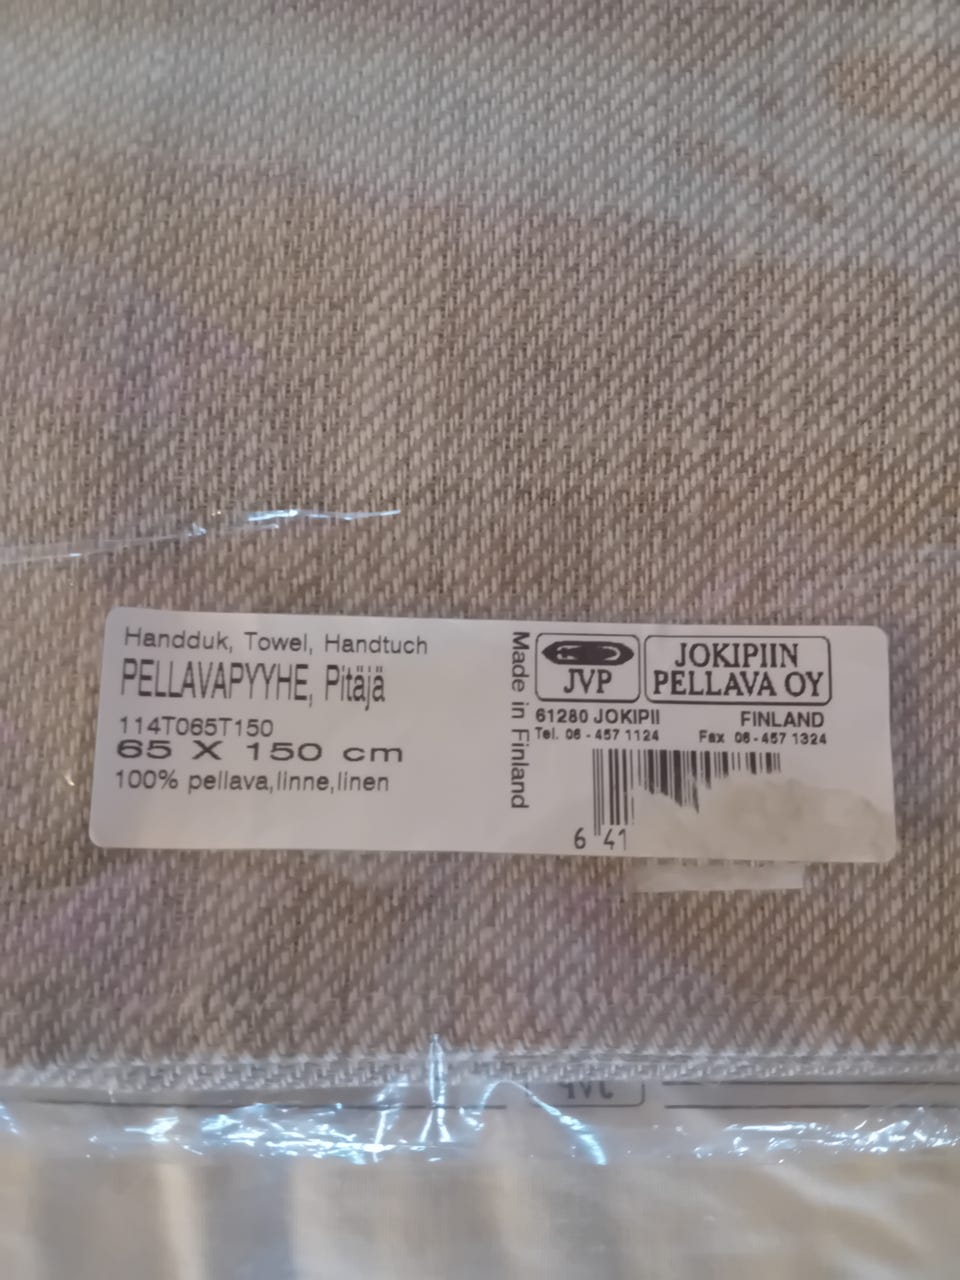 Handduk, Towel, Handtuch
PELLAVAPYYHE, Pitäjä
114T065T150
65 X 150 cm
100% pellava,linne,linen
Made in Finland
JVP
JOKIPIIN
PELLAVA OY
61280 JOKIPII FINLAND
Tel. 06-457 1124 Fax 06-457 1324
6 41
JVP